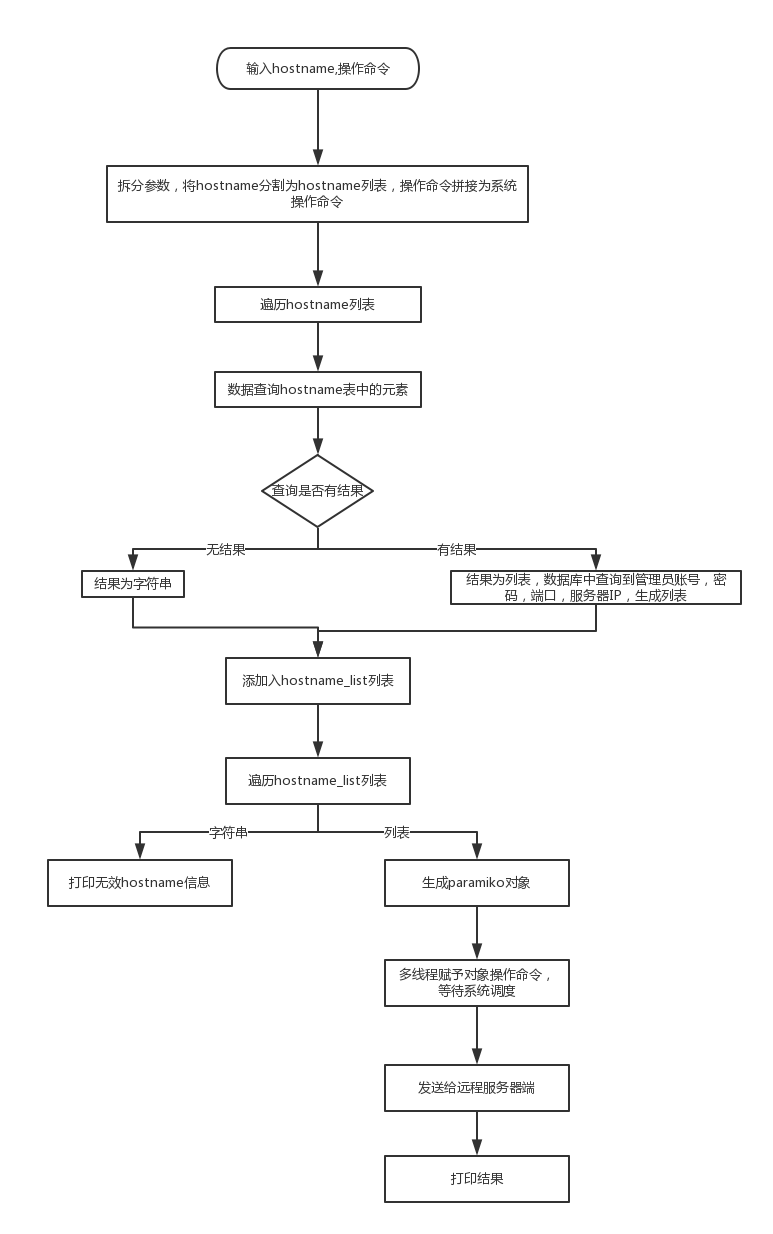 输入hostname,操作命令
拆分参数，将hostname分割为hostname列表，操作命令拼接为系统
操作命令
遍历hostname列表
数据查询hostname表中的元素
查询是否有结果
无结果
有结果
结果为字符串
结果为列表，数据库中查询到管理员账号，密
码，端口，服务器IP，生成列表
添加入hostname_list列表
遍历hostname_list列表
字符串
列表
打印无效hostname信息
生成paramiko对象
多线程赋予对象操作命令，
等待系统调度
发送给远程服务器端
打印结果